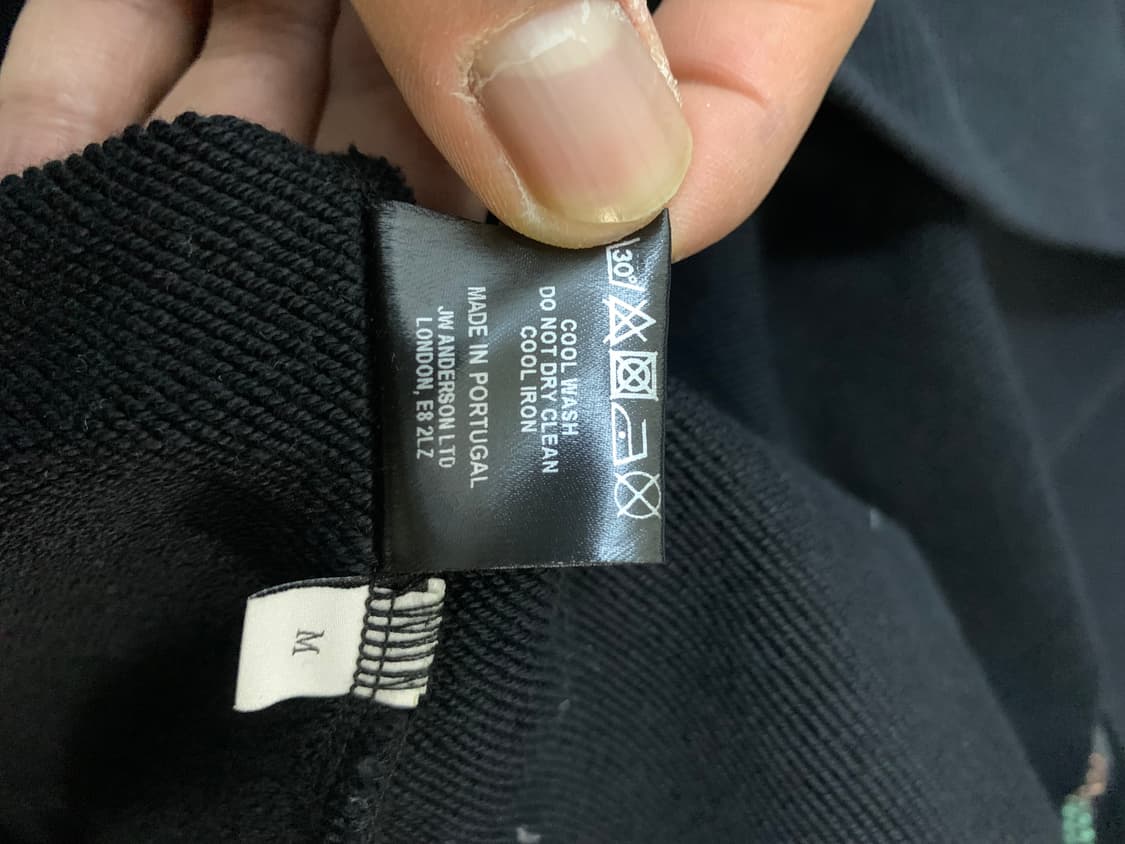 30°
COOL WASH
DO NOT DRY CLEAN
COOL IRON
MADE IN PORTUGAL
JW ANDERSON LTD
LONDON, E8 2LZ
M